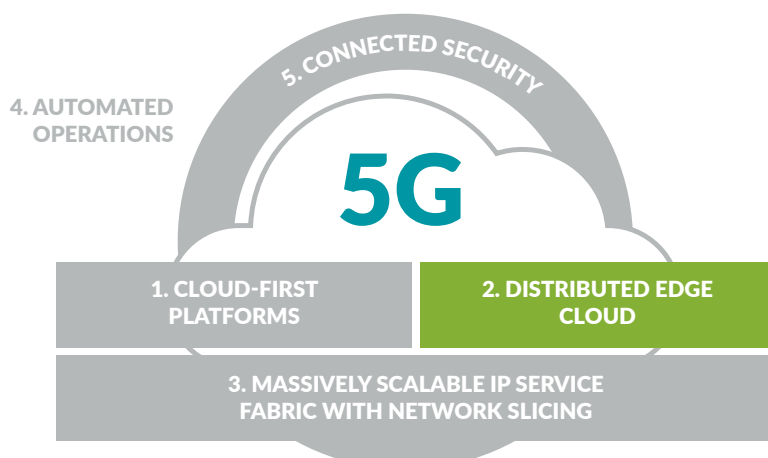 5. CONNECTED SECURITY
4. AUTOMATED
OPERATIONS
5G
1. CLOUD-FIRST
PLATFORMS
2. DISTRIBUTED EDGE
CLOUD
3. MASSIVELY SCALABLE IP SERVICE
FABRIC WITH NETWORK SLICING